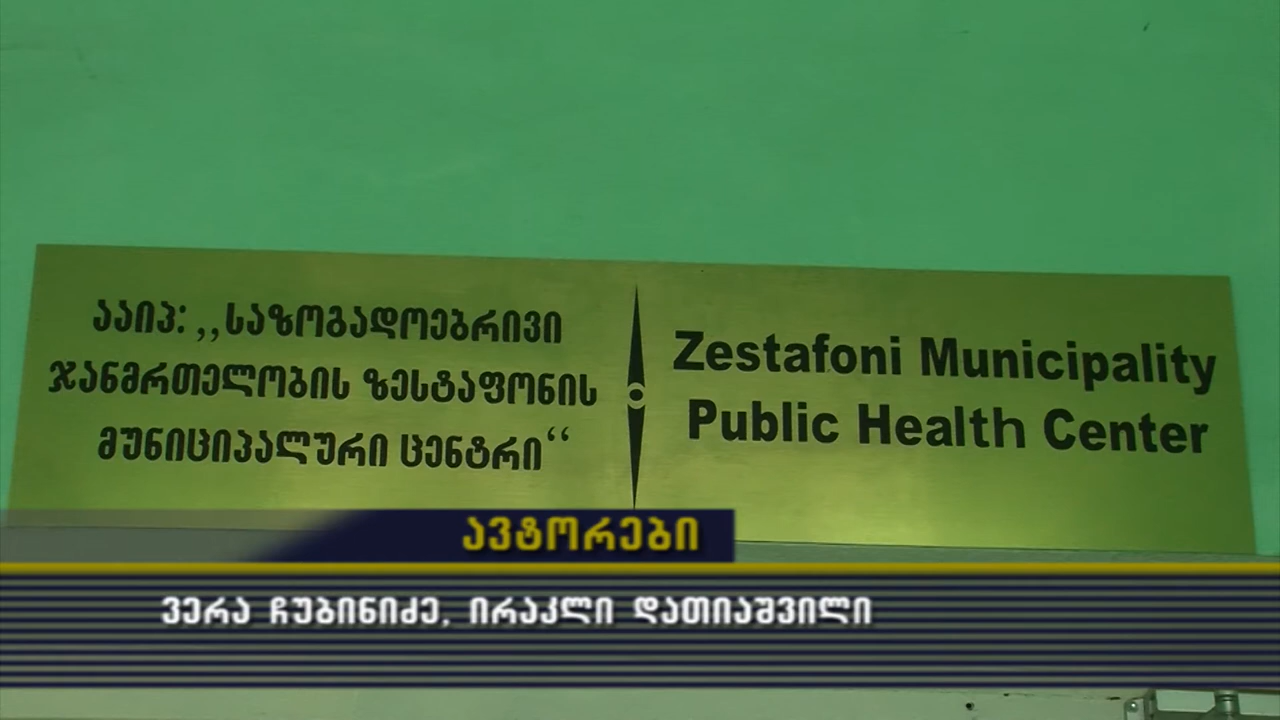 ააიპ: ,,საზოგადოებრივი
ჯანმრთელობის ზესტაფონის
მუნიციპალური ცენტრი“
Zestafoni Municipality
Public Health Center
ავტორები
ვერა ჩუბინიძე, ირაკლი დათიაშვილი